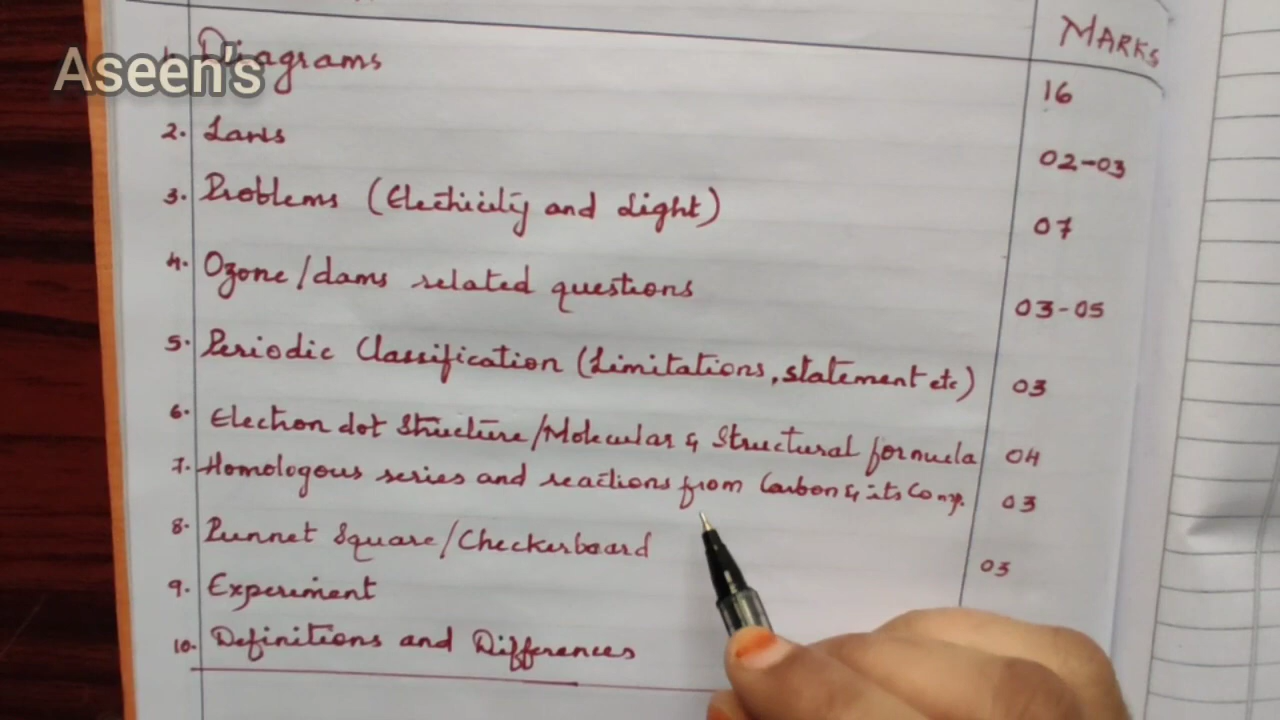 Aseen's
MARKS
1. Diagrams 16
2. Laws 02-03
3. Problems (Electricity and Light) 07
4. Ozone/dams related questions 03-05
5. Periodic Classification (Limitations, statement etc) 03
6. Electron dot structure/Molecular & Structural formula 04
7. Homologous series and reactions from Carbon & its Comp. 03
8. Punnet Square/Checkerboard 03
9. Experiment
10. Definitions and Differences